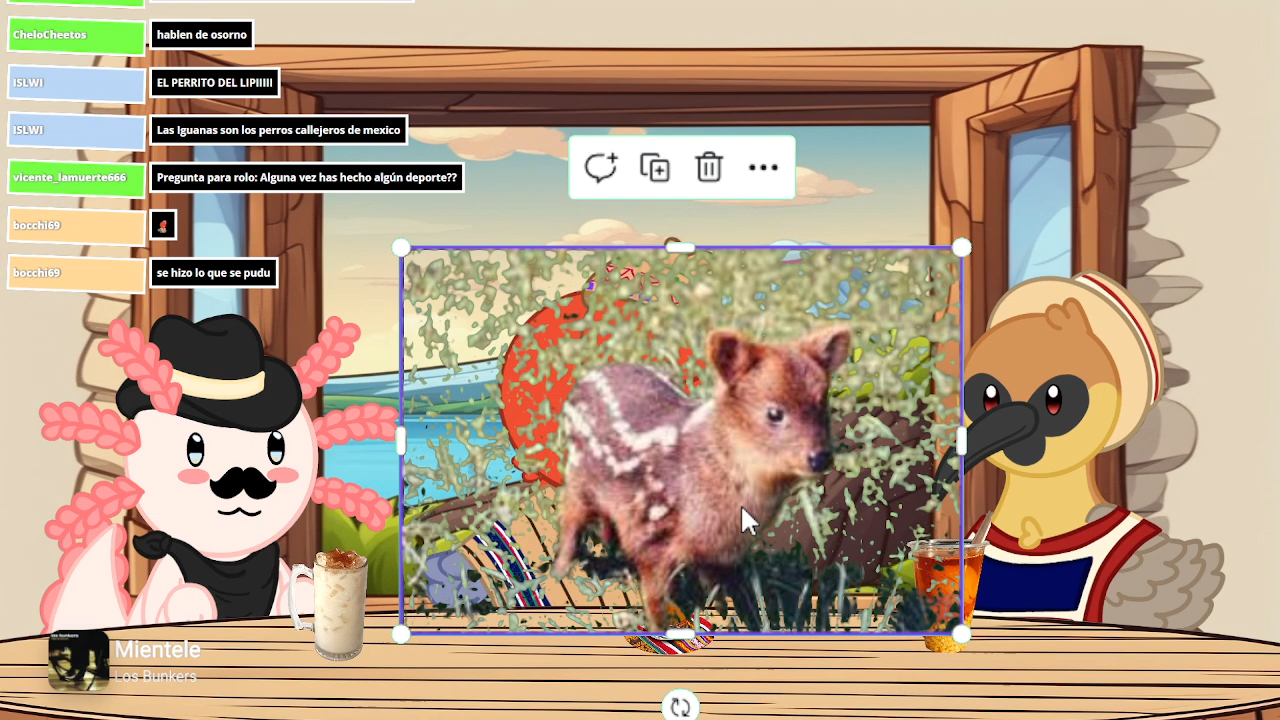 CheloCheetos
hablen de osorno
ISLWI
EL PERRITO DEL LIPIIIII
ISLWI
Las Iguanas son los perros callejeros de mexico
vicente_lamuerte666
Pregunta para rolo: Alguna vez has hecho algún deporte??
bocchi69
bocchi69
se hizo lo que se pudu
Mientele
Los Bunkers